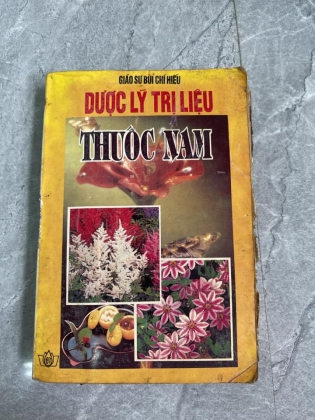 GIÁO SƯ BÙI CHÍ HIẾU
DƯỢC LÝ TRỊ LIỆU
THUỐC NAM